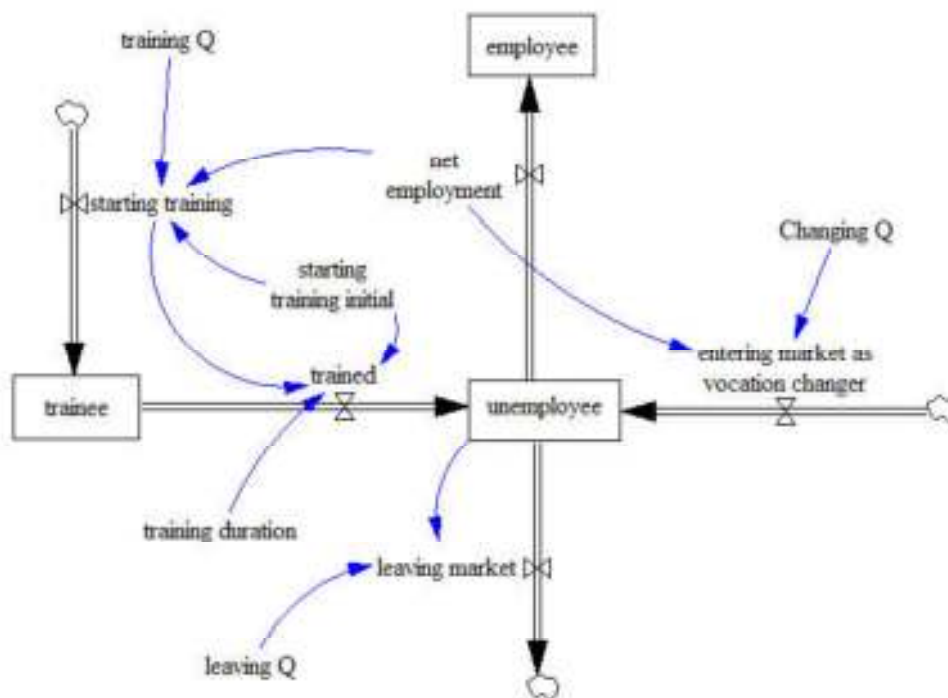 training Q
employee
net
employment
starting training
Changing Q
starting
training initial
entering market as
vocation changer
trained
trainee
unemployee
training duration
leaving market
leaving Q